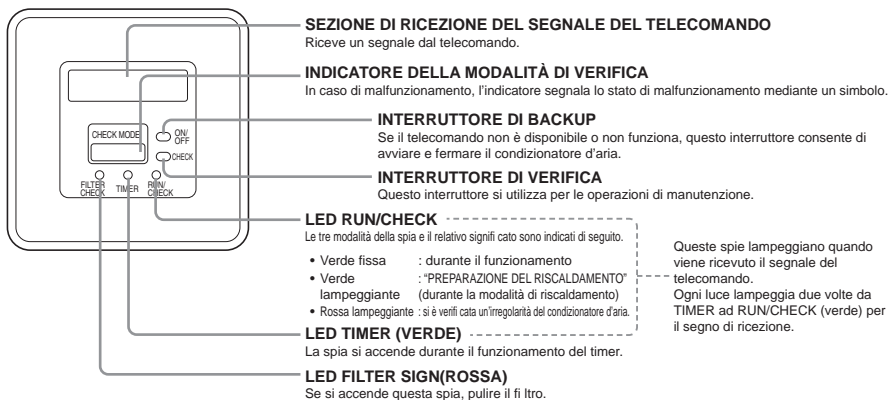 SEZIONE DI RICEZIONE DEL SEGNALE DEL TELECOMANDO
Riceve un segnale dal telecomando.
INDICATORE DELLA MODALITÀ DI VERIFICA
In caso di malfunzionamento, l'indicatore segnala lo stato di malfunzionamento mediante un simbolo.
INTERRUTTORE DI BACKUP
Se il telecomando non è disponibile o non funziona, questo interruttore consente di
avviare e fermare il condizionatore d'aria.
INTERRUTTORE DI VERIFICA
Questo interruttore si utilizza per le operazioni di manutenzione.
CHECK MODE
ON/
OFF
CHECK
FILTER
CHECK
TIMER
RUN/
CHECK
LED RUN/CHECK
Le tre modalità della spia e il relativo signifi cato sono indicati di seguito.
• Verde fissa : durante il funzionamento
• Verde : “PREPARAZIONE DEL RISCALDAMENTO”
lampeggiante (durante la modalità di riscaldamento)
• Rossa lampeggiante : si è verifi cata un'irregolarità del condizionatore d'aria.
Queste spie lampeggiano quando
viene ricevuto il segnale del
telecomando.
Ogni luce lampeggia due volte da
TIMER ad RUN/CHECK (verde) per
il segno di ricezione.
LED TIMER (VERDE)
La spia si accende durante il funzionamento del timer.
LED FILTER SIGN(ROSSA)
Se si accende questa spia, pulire il fi ltro.